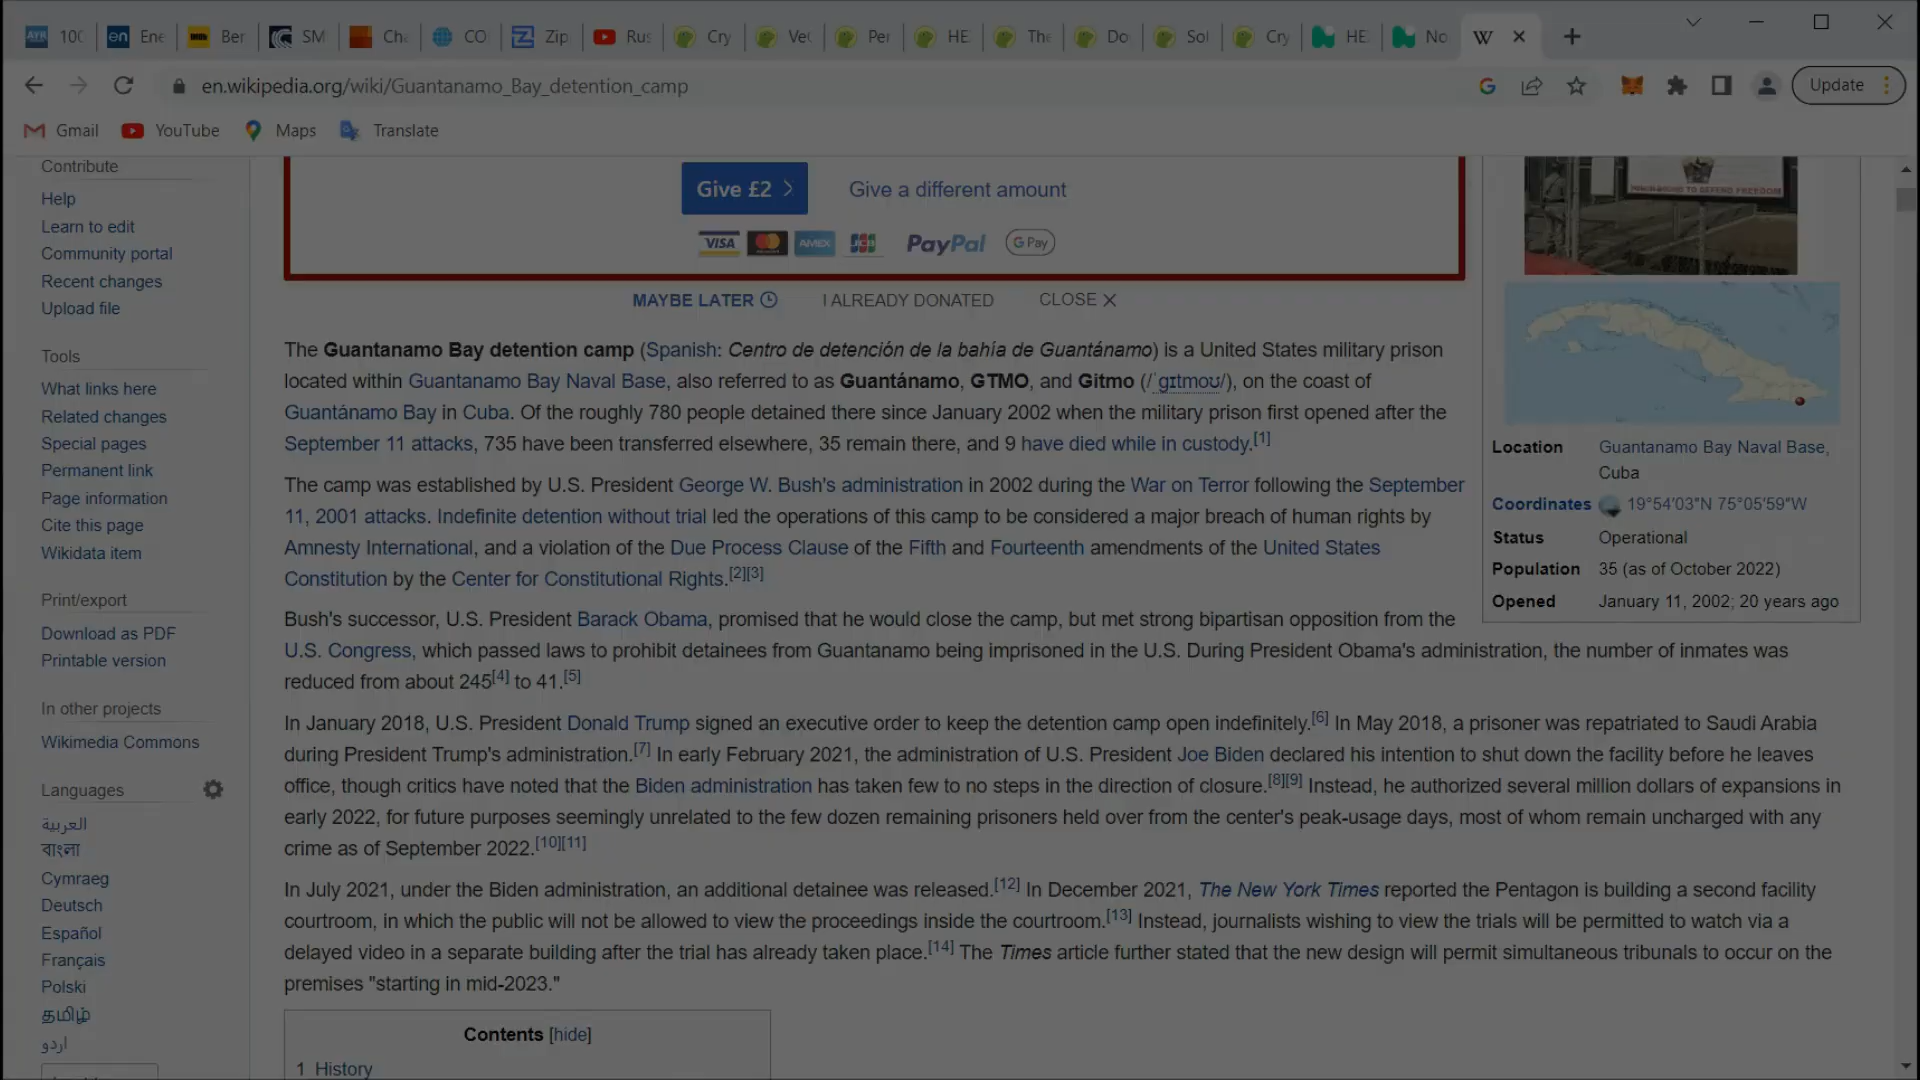 100
Ene
Ber
SM
Cha
CO
Zip
Rus
Cry
Vec
Per
HE
The
Do
Sol
Cry
HE
No
W
en.wikipedia.org/wiki/Guantanamo_Bay_detention_camp
Update
Gmail
YouTube
Maps
Translate
Contribute
Help
Learn to edit
Community portal
Recent changes
Upload file
Tools
What links here
Related changes
Special pages
Permanent link
Page information
Cite this page
Wikidata item
Print/export
Download as PDF
Printable version
In other projects
Wikimedia Commons
Languages
العربية
বাংলা
Cymraeg
Deutsch
Español
Français
Polski
தமிழ்
اردو
Give £2
Give a different amount
VISA
AMEX
JCB
PayPal
G Pay
MAYBE LATER
I ALREADY DONATED
CLOSE
The Guantanamo Bay detention camp (Spanish: Centro de detención de la bahía de Guantánamo) is a United States military prison
located within Guantanamo Bay Naval Base, also referred to as Guantánamo, GTMO, and Gitmo (/ˈɡɪtmoʊ/), on the coast of
Guantánamo Bay in Cuba. Of the roughly 780 people detained there since January 2002 when the military prison first opened after the
September 11 attacks, 735 have been transferred elsewhere, 35 remain there, and 9 have died while in custody.[1]
The camp was established by U.S. President George W. Bush's administration in 2002 during the War on Terror following the September
11, 2001 attacks. Indefinite detention without trial led the operations of this camp to be considered a major breach of human rights by
Amnesty International, and a violation of the Due Process Clause of the Fifth and Fourteenth amendments of the United States
Constitution by the Center for Constitutional Rights.[2][3]
Bush's successor, U.S. President Barack Obama, promised that he would close the camp, but met strong bipartisan opposition from the
U.S. Congress, which passed laws to prohibit detainees from Guantanamo being imprisoned in the U.S. During President Obama's administration, the number of inmates was
reduced from about 245[4] to 41.[5]
In January 2018, U.S. President Donald Trump signed an executive order to keep the detention camp open indefinitely.[6] In May 2018, a prisoner was repatriated to Saudi Arabia
during President Trump's administration.[7] In early February 2021, the administration of U.S. President Joe Biden declared his intention to shut down the facility before he leaves
office, though critics have noted that the Biden administration has taken few to no steps in the direction of closure.[8][9] Instead, he authorized several million dollars of expansions in
early 2022, for future purposes seemingly unrelated to the few dozen remaining prisoners held over from the center's peak-usage days, most of whom remain uncharged with any
crime as of September 2022.[10][11]
In July 2021, under the Biden administration, an additional detainee was released.[12] In December 2021, The New York Times reported the Pentagon is building a second facility
courtroom, in which the public will not be allowed to view the proceedings inside the courtroom.[13] Instead, journalists wishing to view the trials will be permitted to watch via a
delayed video in a separate building after the trial has already taken place.[14] The Times article further stated that the new design will permit simultaneous tribunals to occur on the
premises "starting in mid-2023."
Contents [hide]
1 History
BOUND TO DEFEND FREEDOM
Location Guantanamo Bay Naval Base,
Cuba
Coordinates 19°54′03″N 75°05′59″W
Status Operational
Population 35 (as of October 2022)
Opened January 11, 2002; 20 years ago